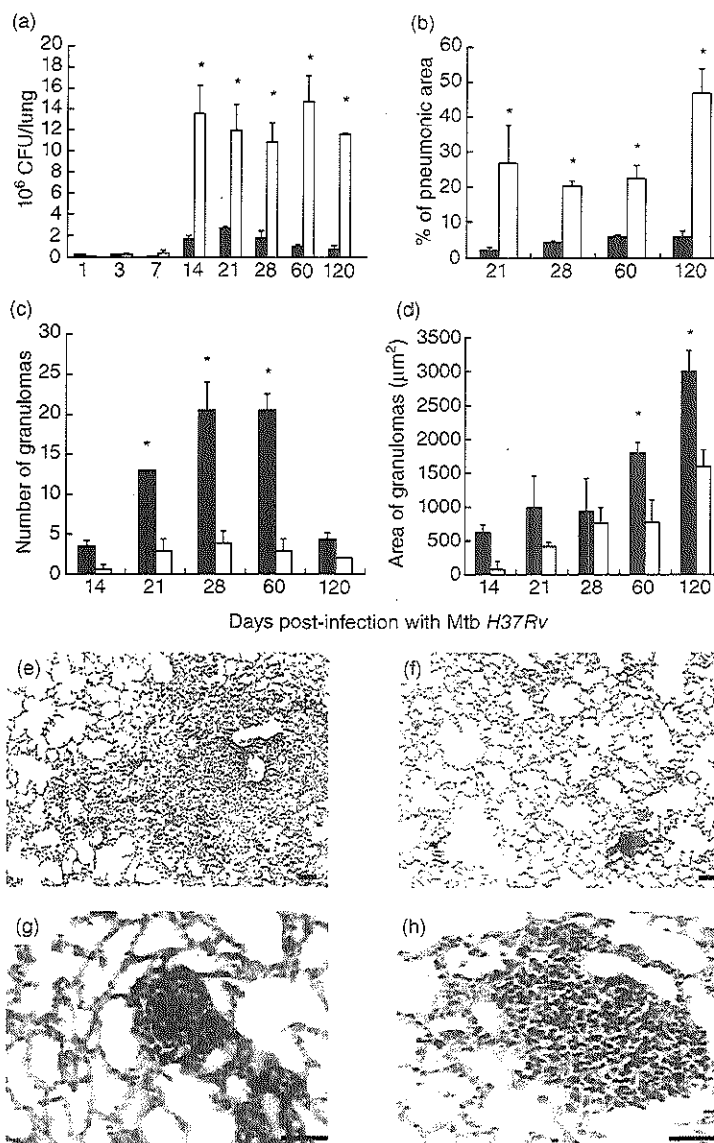 (a)
10⁶ CFU/lung
18
16
14
12
10
8
6
4
2
0
* * * * *
1 3 7 14 21 28 60 120
(b)
% of pneumonic area
60
50
40
30
20
10
0
* * * *
21 28 60 120
(c)
Number of granulomas
30
25
20
15
10
5
0
* * *
14 21 28 60 120
(d)
Area of granulomas (μm²)
3500
3000
2500
2000
1500
1000
500
0
* *
14 21 28 60 120
Days post-infection with Mtb H37Rv
(e)
(f)
(g)
(h)